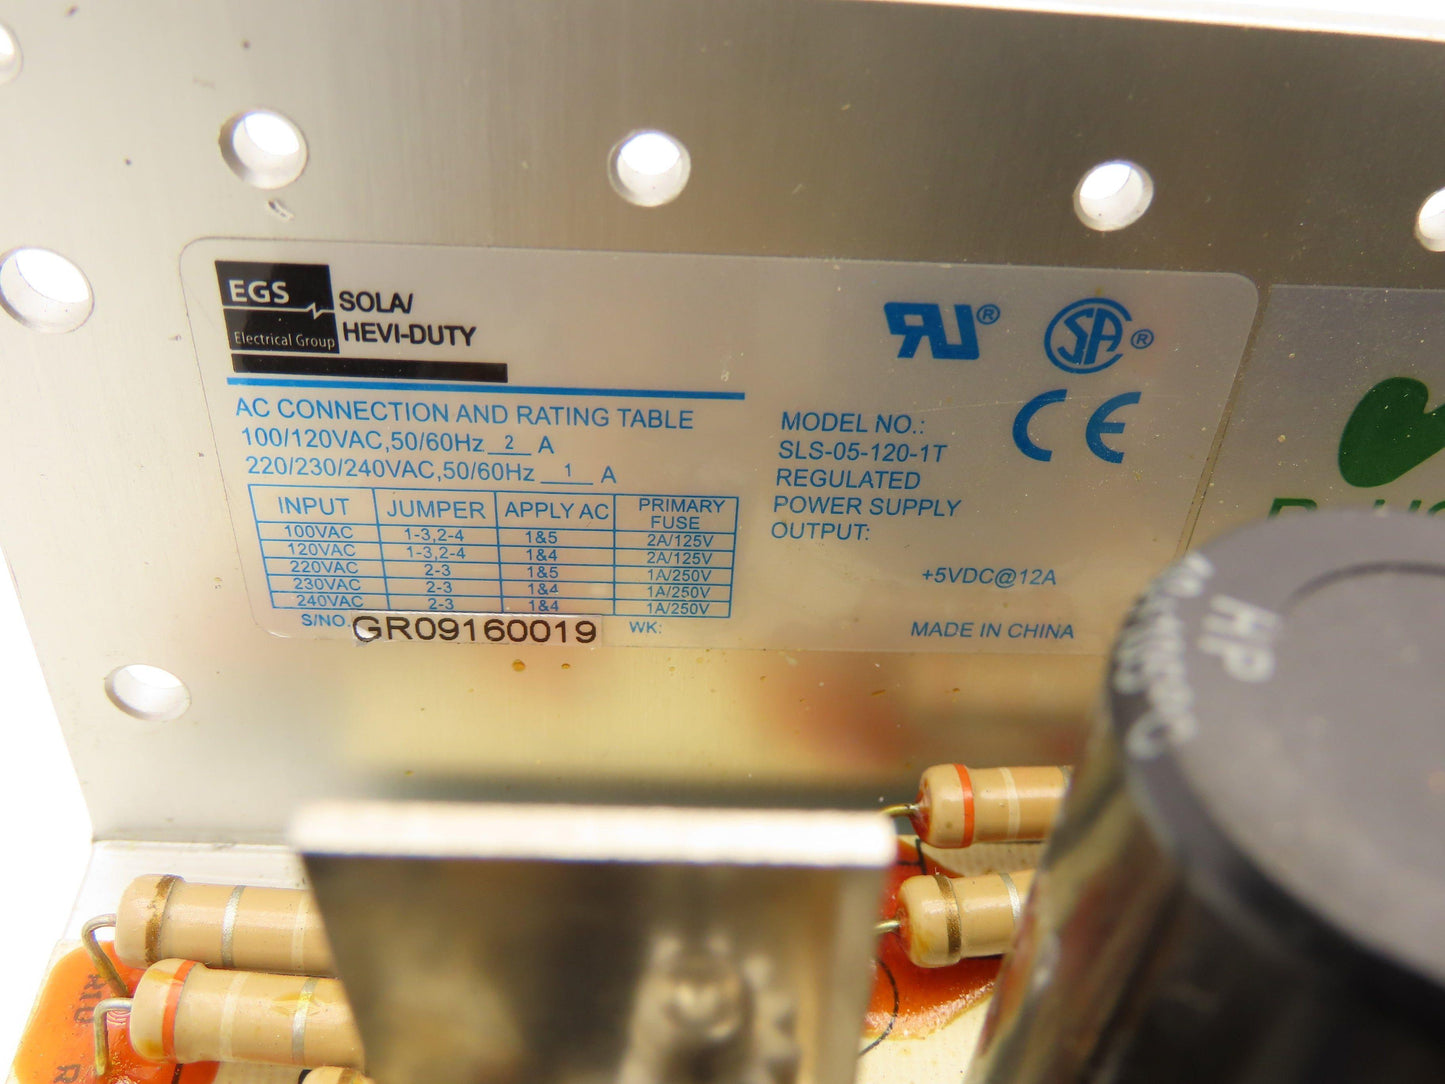 EGS
Electrical Group
SOLA/
HEVI-DUTY
AC CONNECTION AND RATING TABLE
100/120VAC,50/60Hz 2 A
220/230/240VAC,50/60Hz 1 A
INPUT JUMPER APPLY AC PRIMARY FUSE
100VAC 1-3,2-4 1&5 2A/125V
120VAC 1-3,2-4 1&4 2A/125V
220VAC 2-3 1&5 1A/250V
230VAC 2-3 1&4 1A/250V
240VAC 2-3 1&4 1A/250V
S/NO. GR09160019 WK:
RU®
CSA®
CE
MODEL NO.:
SLS-05-120-1T
REGULATED
POWER SUPPLY
OUTPUT:
+5VDC@12A
MADE IN CHINA
HP